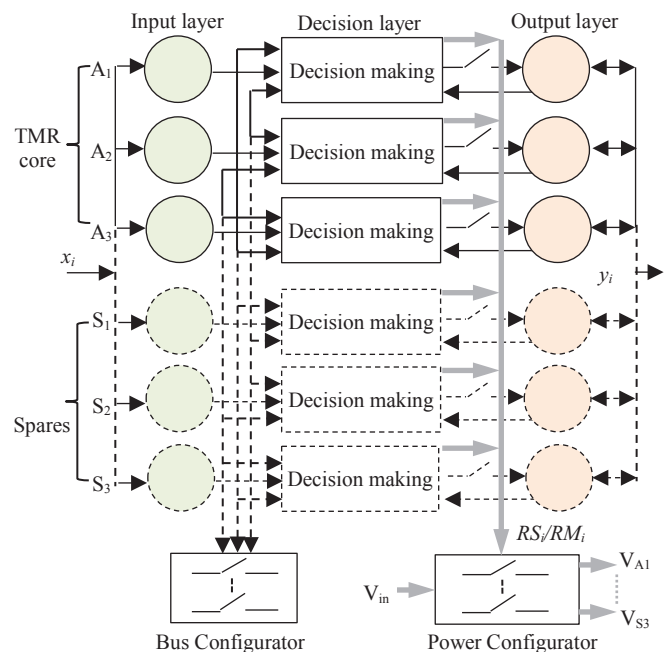 Input layer Decision layer Output layer
A1 Decision making
TMR core
A2 Decision making
A3 Decision making
xi yi
S1 Decision making
Spares
S2 Decision making
S3 Decision making
RSi/RMi
Vin VA1
VS3
Bus Configurator Power Configurator